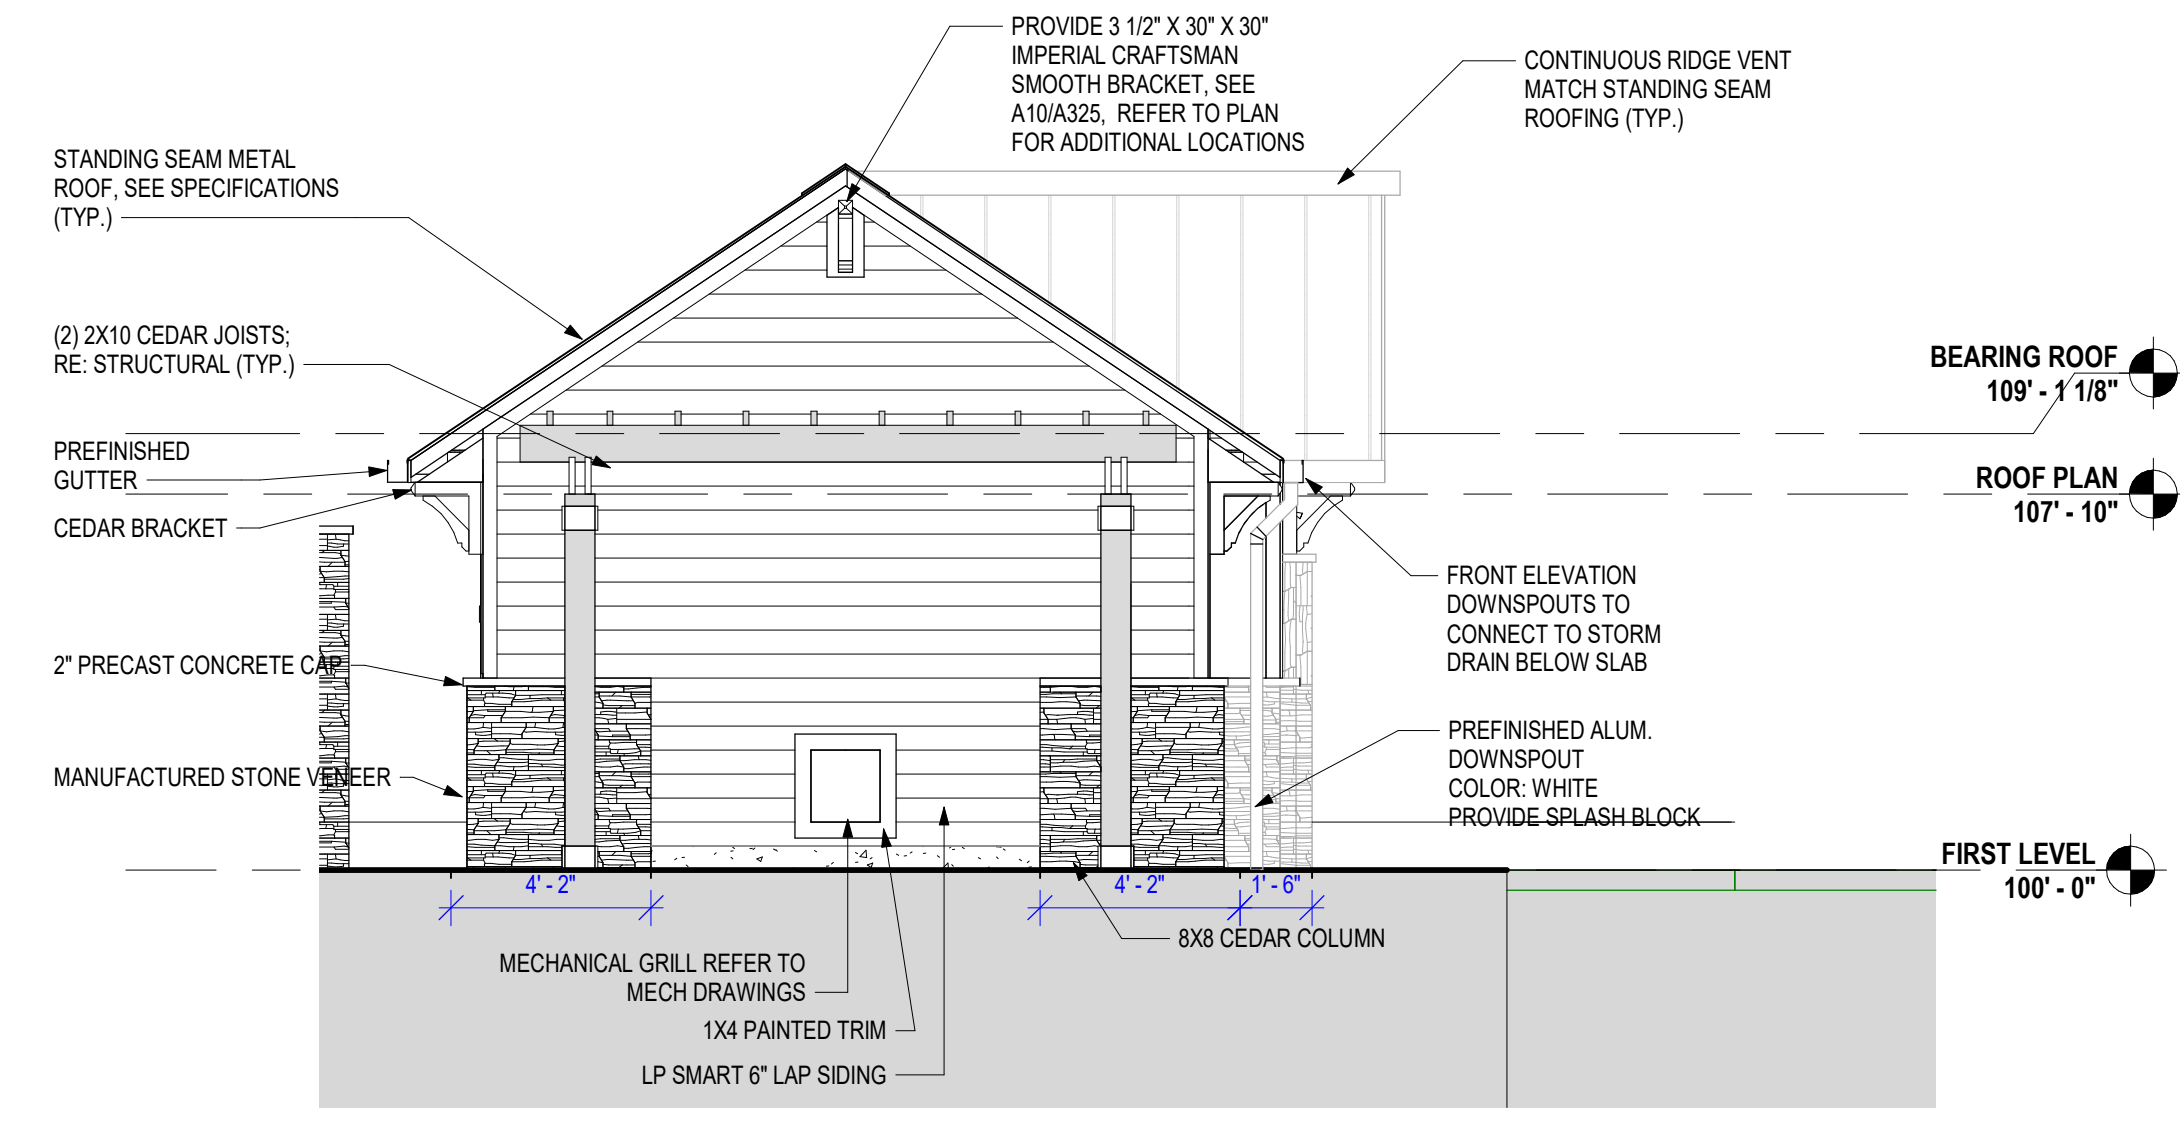 PROVIDE 3 1/2" X 30" X 30"
IMPERIAL CRAFTSMAN
SMOOTH BRACKET, SEE
A10/A325, REFER TO PLAN
FOR ADDITIONAL LOCATIONS
CONTINUOUS RIDGE VENT
MATCH STANDING SEAM
ROOFING (TYP.)
STANDING SEAM METAL
ROOF, SEE SPECIFICATIONS
(TYP.)
(2) 2X10 CEDAR JOISTS;
RE: STRUCTURAL (TYP.)
BEARING ROOF
109' - 1 1/8"
PREFINISHED
GUTTER
ROOF PLAN
107' - 10"
CEDAR BRACKET
FRONT ELEVATION
DOWNSPOUTS TO
CONNECT TO STORM
DRAIN BELOW SLAB
2" PRECAST CONCRETE CAP
PREFINISHED ALUM.
DOWNSPOUT
COLOR: WHITE
PROVIDE SPLASH BLOCK
MANUFACTURED STONE VENEER
FIRST LEVEL
100' - 0"
4' - 2"
4' - 2"
1' - 6"
8X8 CEDAR COLUMN
MECHANICAL GRILL REFER TO
MECH DRAWINGS
1X4 PAINTED TRIM
LP SMART 6" LAP SIDING